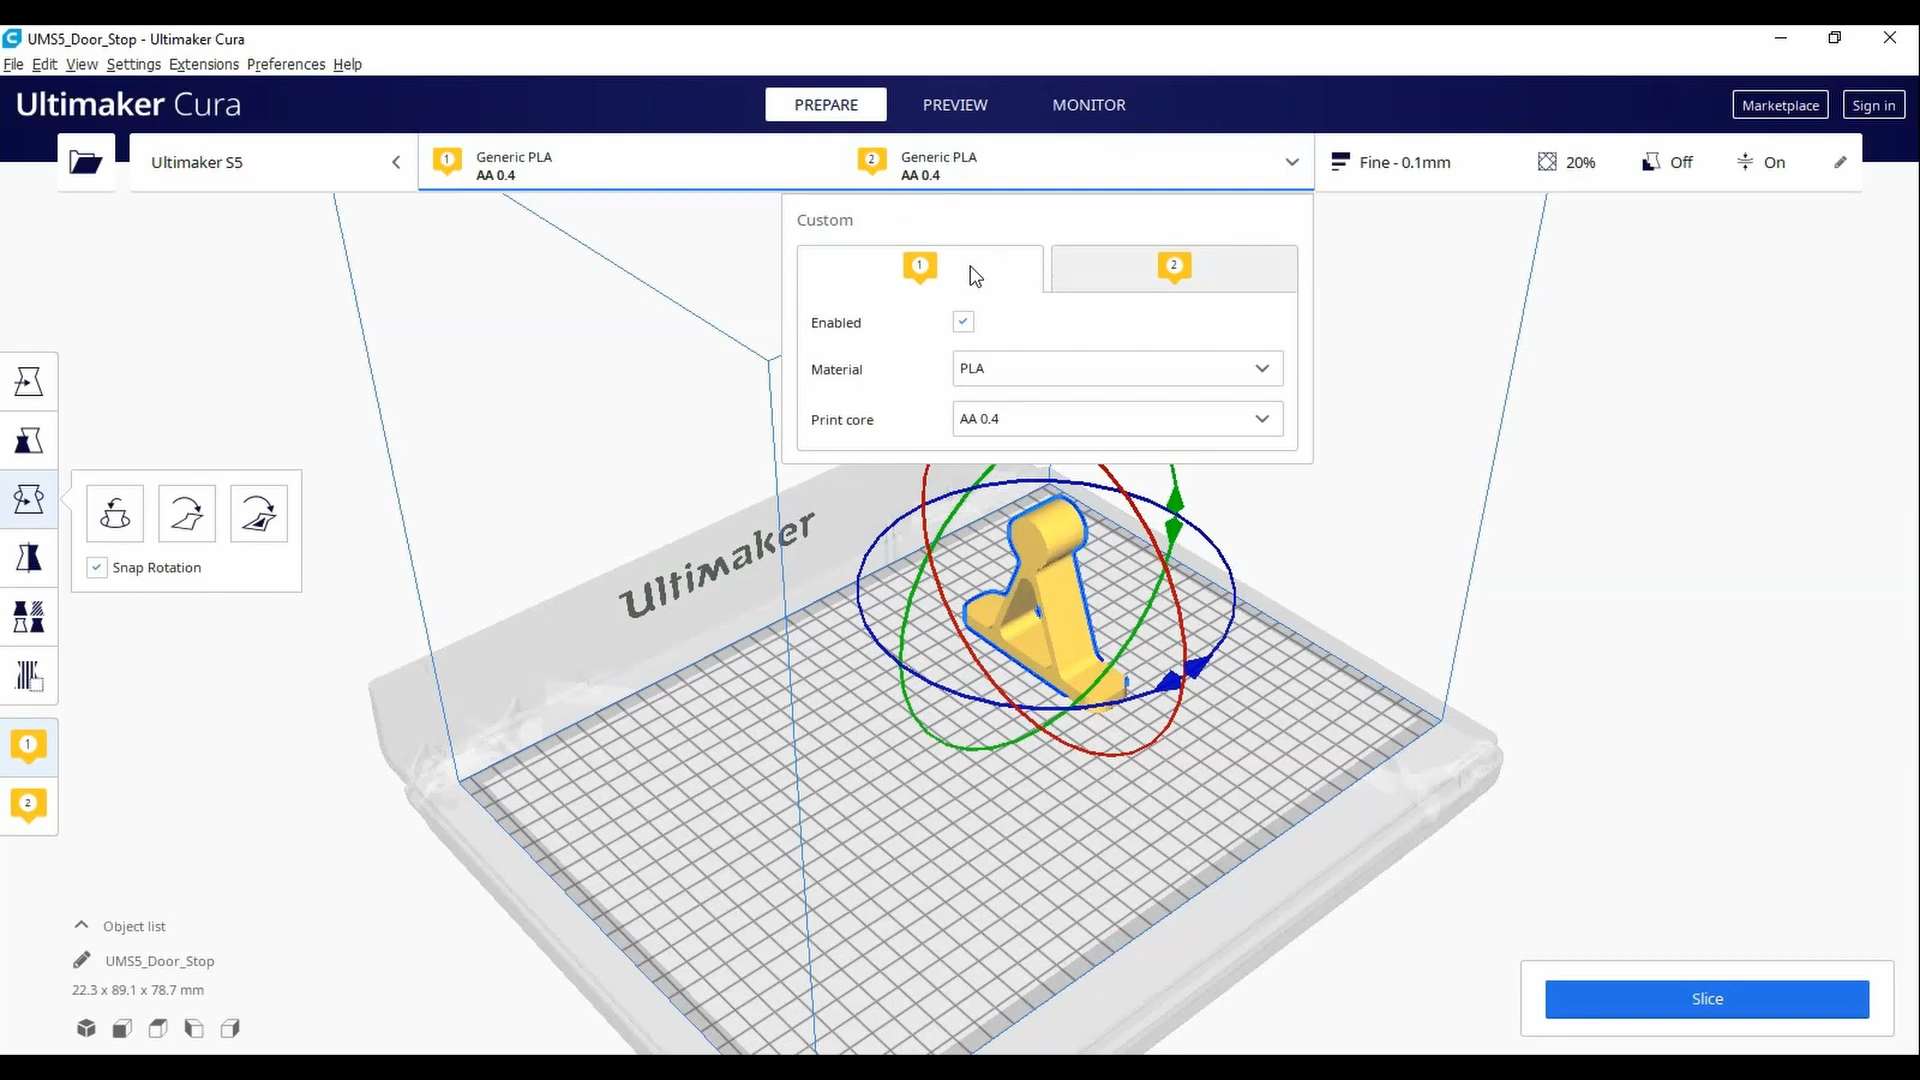 UMS5_Door_Stop - Ultimaker Cura
File Edit View Settings Extensions Preferences Help
Ultimaker Cura
PREPARE
PREVIEW
MONITOR
Marketplace
Sign in
Ultimaker S5
1
Generic PLA
AA 0.4
2
Generic PLA
AA 0.4
Fine - 0.1mm
20%
Off
On
Custom
1
2
Enabled
Material
PLA
Print core
AA 0.4
Ultimaker
Snap Rotation
1
2
Object list
UMS5_Door_Stop
22.3 x 89.1 x 78.7 mm
Slice